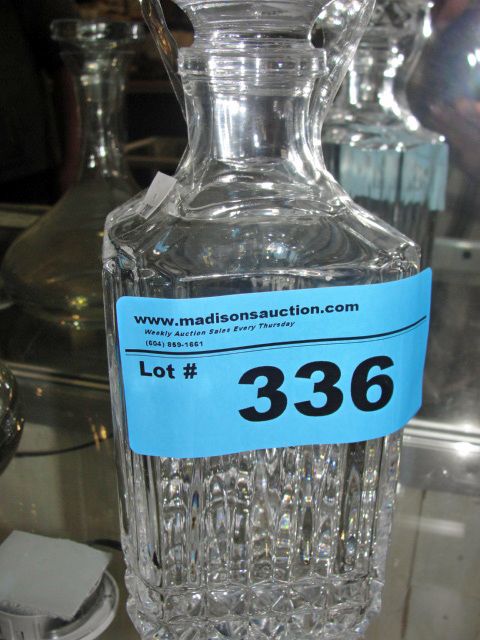 www.madisonsauction.com
Weekly Auction Sales Every Thursday
(604) 859-1661
Lot # 336